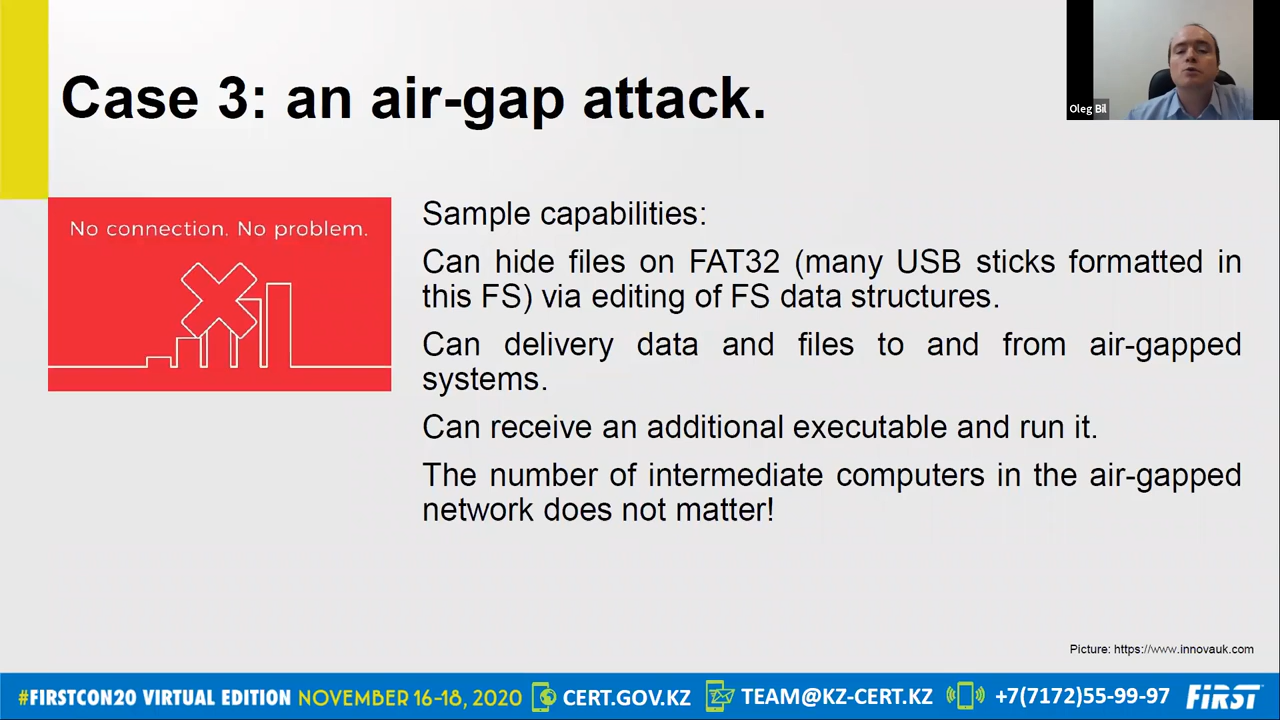 Case 3: an air-gap attack.
Oleg Bil
No connection. No problem.
Sample capabilities:
Can hide files on FAT32 (many USB sticks formatted in
this FS) via editing of FS data structures.
Can delivery data and files to and from air-gapped
systems.
Can receive an additional executable and run it.
The number of intermediate computers in the air-gapped
network does not matter!
Picture: https://www.innovauk.com
#FIRSTCON20 VIRTUAL EDITION NOVEMBER 16-18, 2020 CERT.GOV.KZ TEAM@KZ-CERT.KZ +7(7172)55-99-97 FiRST